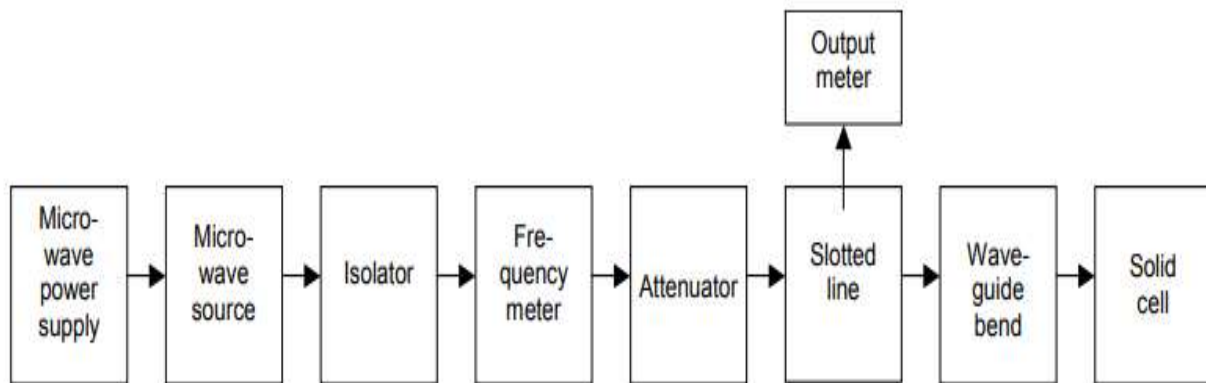 Output
meter
Micro-
wave
power
supply
Micro-
wave
source
Isolator
Fre-
quency
meter
Attenuator
Slotted
line
Wave-
guide
bend
Solid
cell